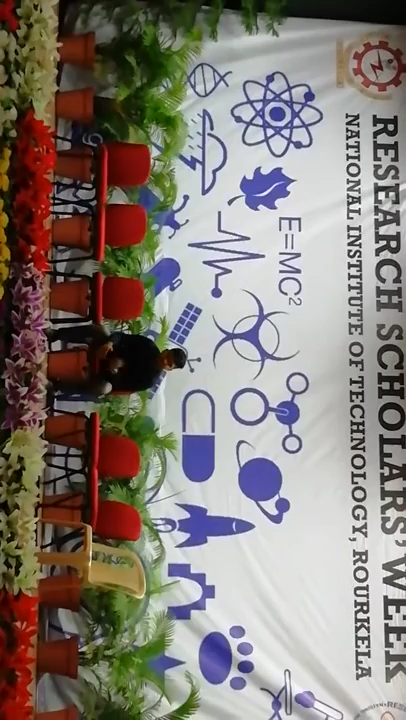 RESEARCH SCHOLARS' WEEK
NATIONAL INSTITUTE OF TECHNOLOGY, ROURKELA
E=MC²